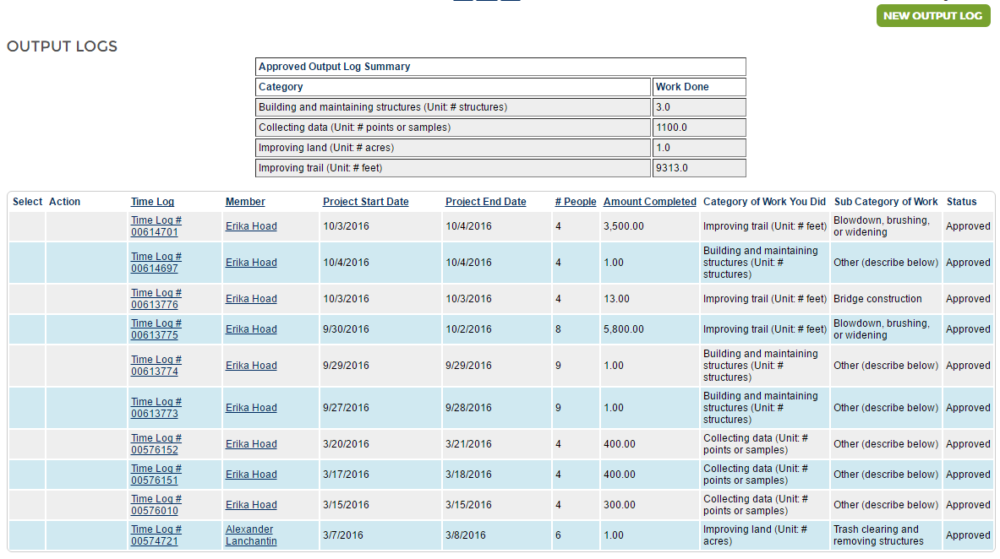 NEW OUTPUT LOG
OUTPUT LOGS
Approved Output Log Summary
Category Work Done
Building and maintaining structures (Unit: # structures) 3.0
Collecting data (Unit: # points or samples) 1100.0
Improving land (Unit: # acres) 1.0
Improving trail (Unit: # feet) 9313.0
Select Action Time Log Member Project Start Date Project End Date # People Amount Completed Category of Work You Did Sub Category of Work Status
Time Log # 00614701 Erika Hoad 10/3/2016 10/4/2016 4 3,500.00 Improving trail (Unit: # feet) Blowdown, brushing, or widening Approved
Time Log # 00614697 Erika Hoad 10/4/2016 10/4/2016 4 1.00 Building and maintaining structures (Unit: # structures) Other (describe below) Approved
Time Log # 00613776 Erika Hoad 10/3/2016 10/3/2016 4 13.00 Improving trail (Unit: # feet) Bridge construction Approved
Time Log # 00613775 Erika Hoad 9/30/2016 10/2/2016 8 5,800.00 Improving trail (Unit: # feet) Blowdown, brushing, or widening Approved
Time Log # 00613774 Erika Hoad 9/29/2016 9/29/2016 9 1.00 Building and maintaining structures (Unit: # structures) Other (describe below) Approved
Time Log # 00613773 Erika Hoad 9/27/2016 9/28/2016 9 1.00 Building and maintaining structures (Unit: # structures) Other (describe below) Approved
Time Log # 00576152 Erika Hoad 3/20/2016 3/21/2016 4 400.00 Collecting data (Unit: # points or samples) Other (describe below) Approved
Time Log # 00576151 Erika Hoad 3/17/2016 3/18/2016 4 400.00 Collecting data (Unit: # points or samples) Other (describe below) Approved
Time Log # 00576010 Erika Hoad 3/15/2016 3/15/2016 4 300.00 Collecting data (Unit: # points or samples) Other (describe below) Approved
Time Log # 00574721 Alexander Lanchantin 3/7/2016 3/8/2016 6 1.00 Improving land (Unit: # acres) Trash clearing and removing structures Approved